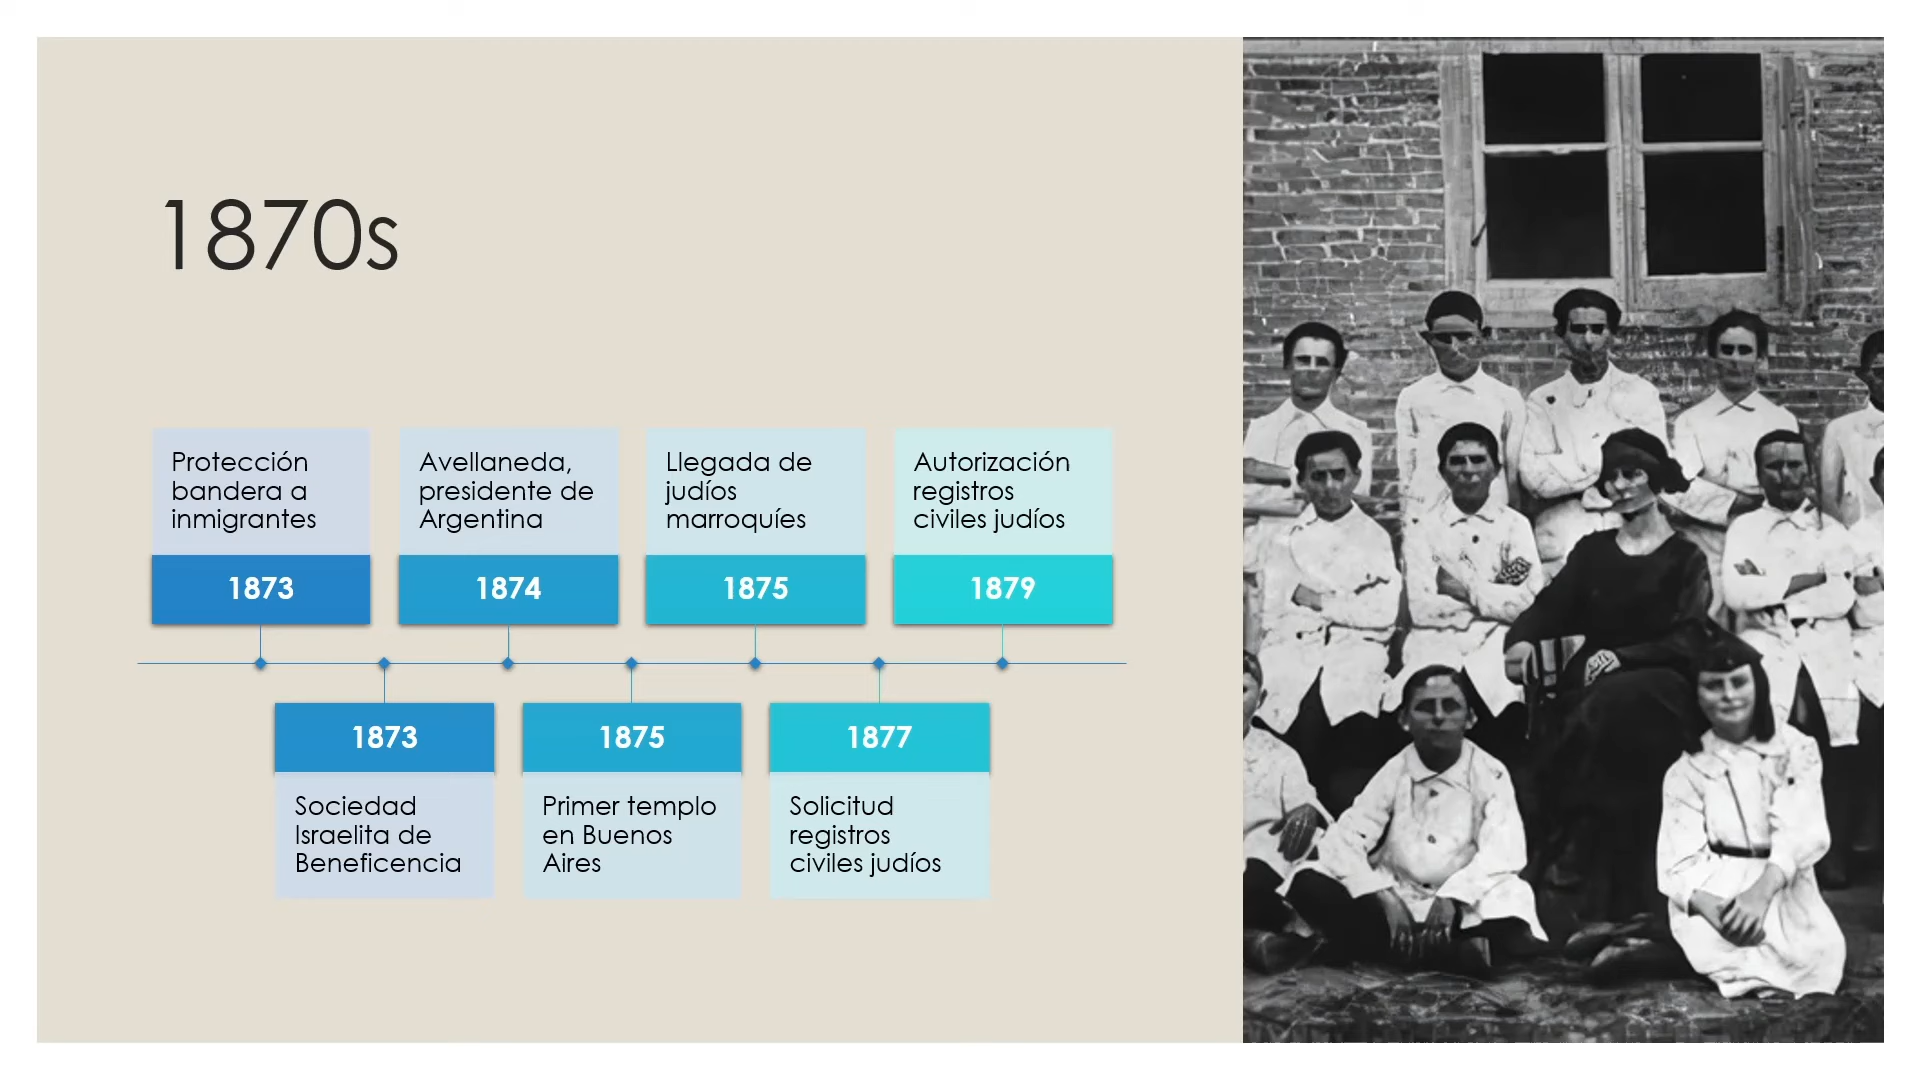 1870s
Protección
bandera a
inmigrantes
1873
Avellaneda,
presidente de
Argentina
1874
Llegada de
judíos
marroquíes
1875
Autorización
registros
civiles judíos
1879
1873
Sociedad
Israelita de
Beneficencia
1875
Primer templo
en Buenos
Aires
1877
Solicitud
registros
civiles judíos